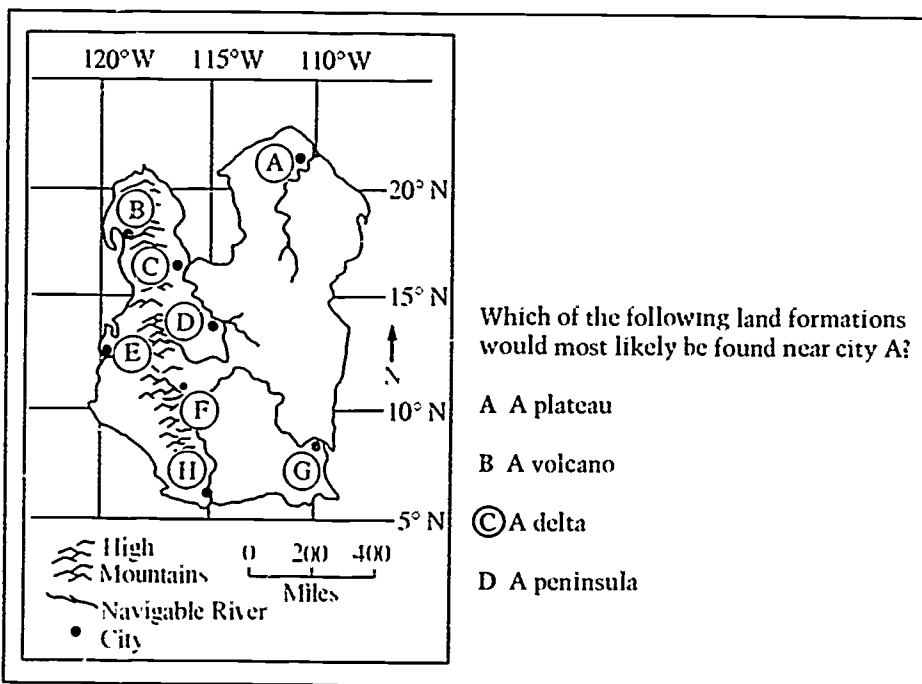 120°W 115°W 110°W
A
20° N
B
C
15° N
D
E
N
10° N
F
H
G
5° N
High
Mountains
0 200 400
Miles
Navigable River
City
Which of the following land formations
would most likely be found near city A?
A A plateau
B A volcano
C A delta
D A peninsula